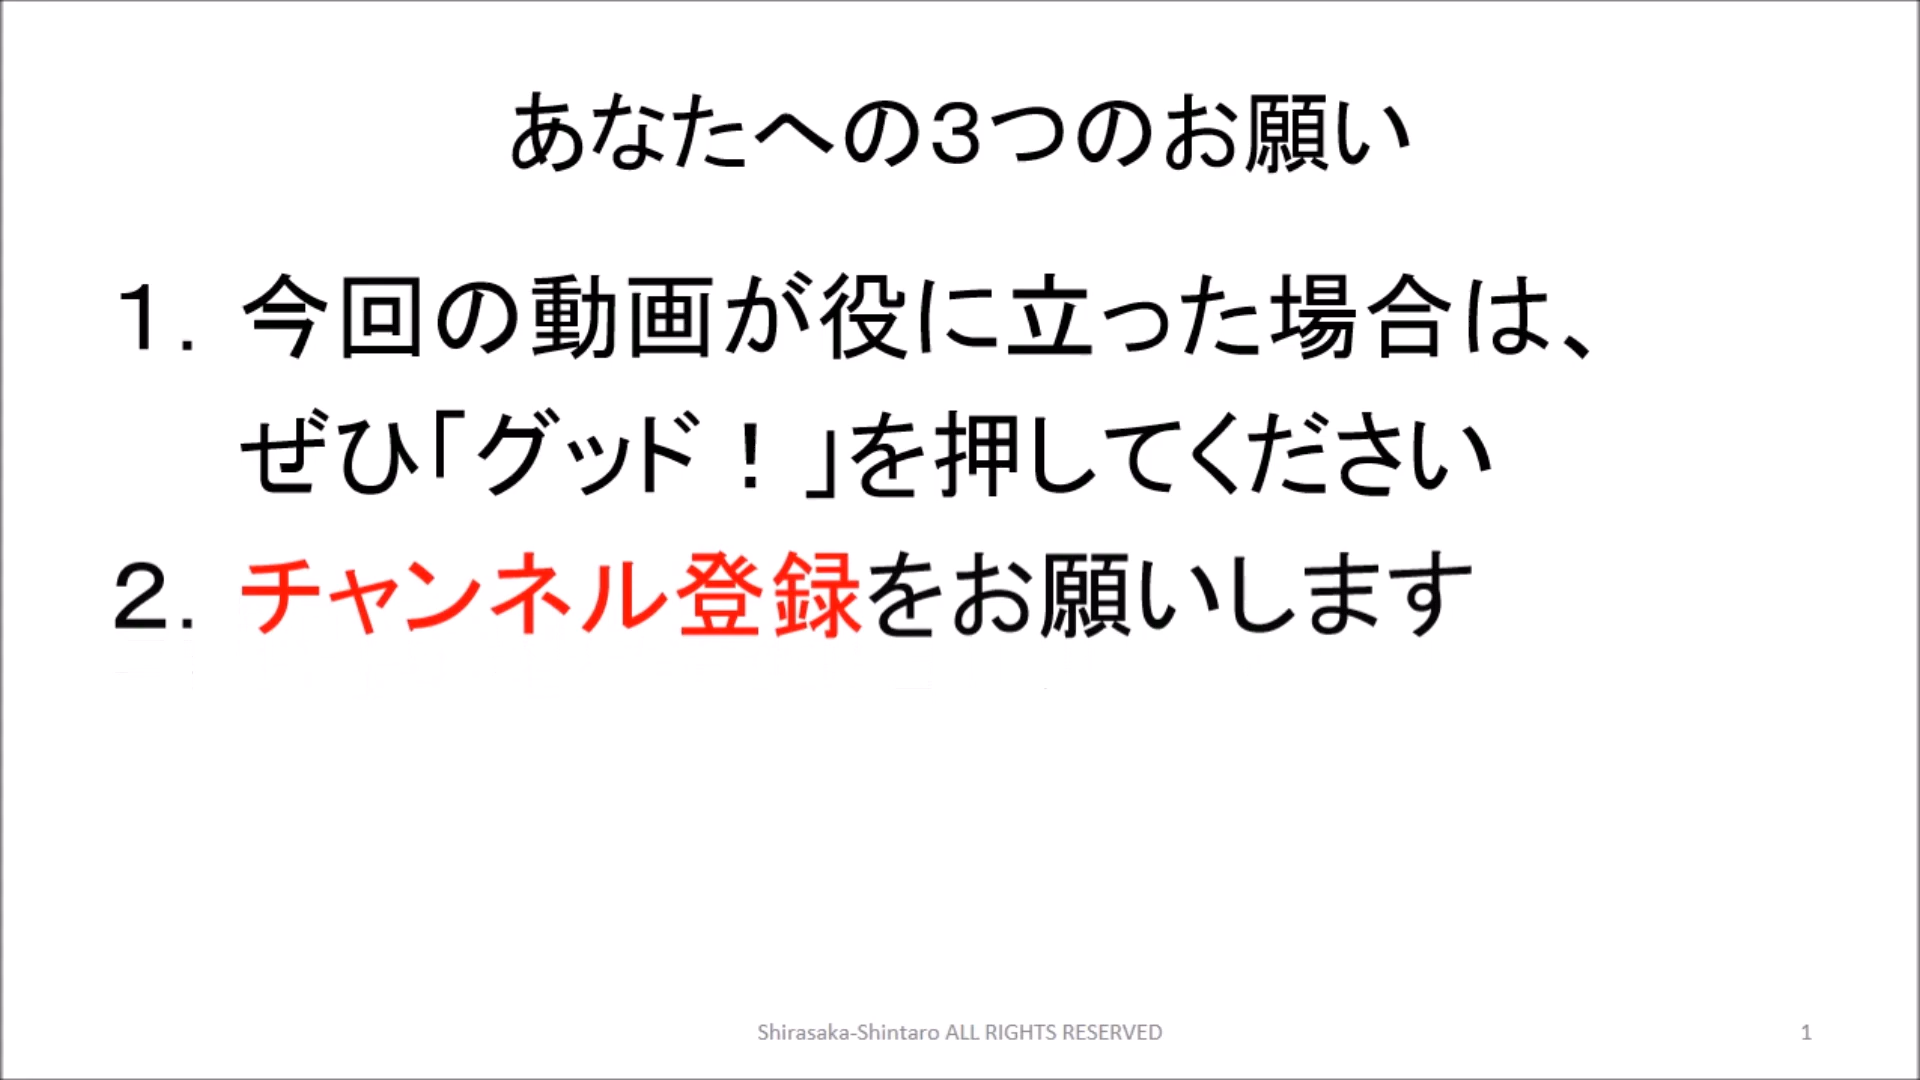 あなたへの３つのお願い
１．今回の動画が役に立った場合は、
ぜひ「グッド！」を押してください
２．チャンネル登録をお願いします
Shirasaka-Shintaro ALL RIGHTS RESERVED
1